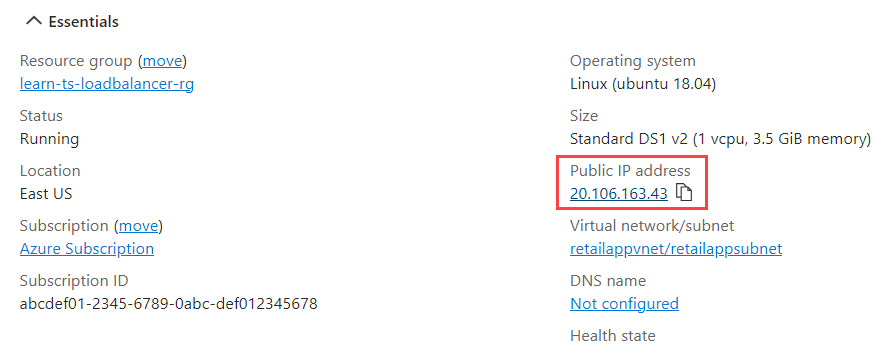 Essentials
Resource group (move)
learn-ts-loadbalancer-rg
Status
Running
Location
East US
Subscription (move)
Azure Subscription
Subscription ID
abcdef01-2345-6789-0abc-def012345678
Operating system
Linux (ubuntu 18.04)
Size
Standard DS1 v2 (1 vcpu, 3.5 GiB memory)
Public IP address
20.106.163.43
Virtual network/subnet
retailappvnet/retailappsubnet
DNS name
Not configured
Health state